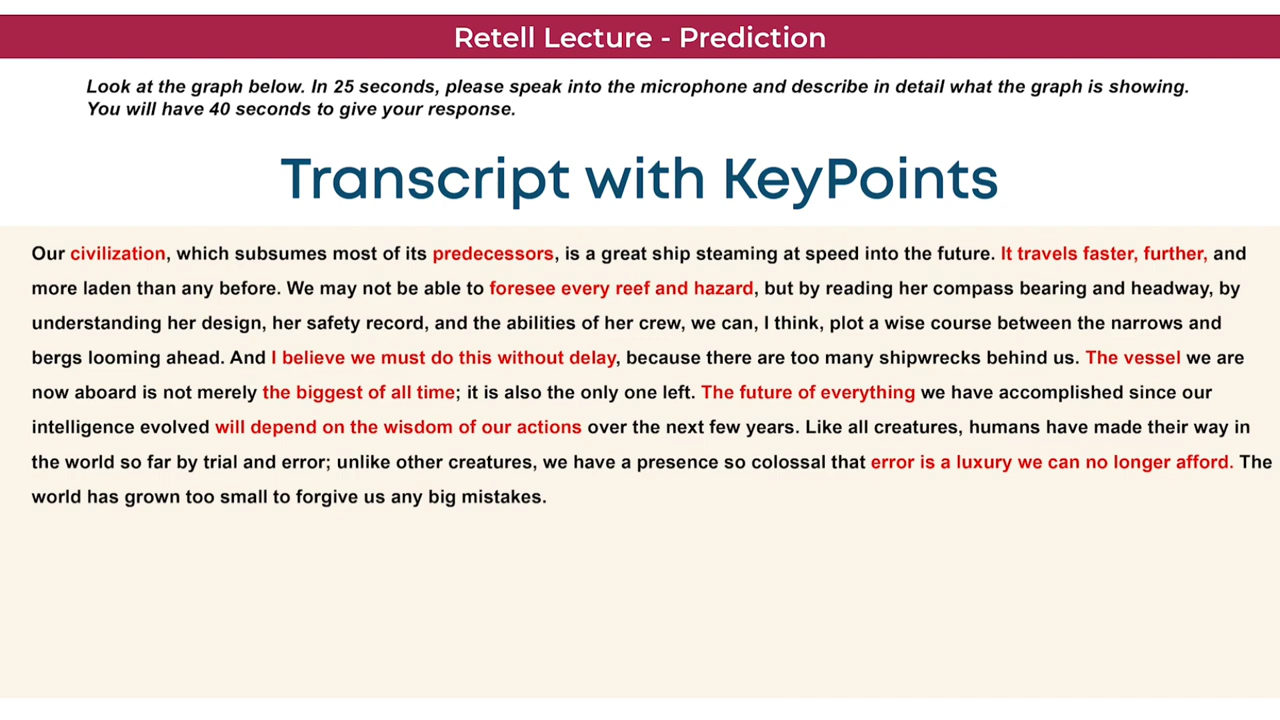 Retell Lecture - Prediction
Look at the graph below. In 25 seconds, please speak into the microphone and describe in detail what the graph is showing.
You will have 40 seconds to give your response.
Transcript with KeyPoints
Our civilization, which subsumes most of its predecessors, is a great ship steaming at speed into the future. It travels faster, further, and
more laden than any before. We may not be able to foresee every reef and hazard, but by reading her compass bearing and headway, by
understanding her design, her safety record, and the abilities of her crew, we can, I think, plot a wise course between the narrows and
bergs looming ahead. And I believe we must do this without delay, because there are too many shipwrecks behind us. The vessel we are
now aboard is not merely the biggest of all time; it is also the only one left. The future of everything we have accomplished since our
intelligence evolved will depend on the wisdom of our actions over the next few years. Like all creatures, humans have made their way in
the world so far by trial and error; unlike other creatures, we have a presence so colossal that error is a luxury we can no longer afford. The
world has grown too small to forgive us any big mistakes.